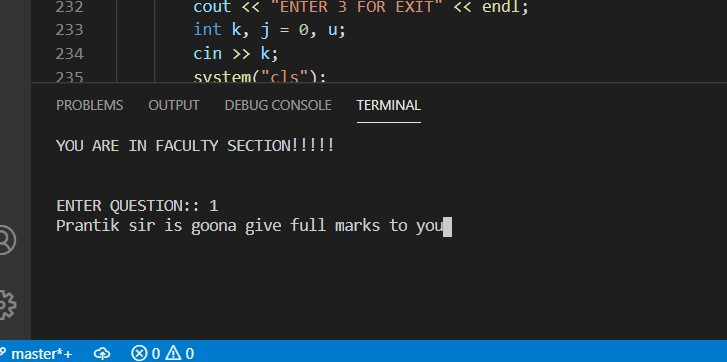 232 cout << "ENTER 3 FOR EXIT" << endl;
233 int k, j = 0, u;
234 cin >> k;
235 system("cls");
PROBLEMS OUTPUT DEBUG CONSOLE TERMINAL
YOU ARE IN FACULTY SECTION!!!!!
ENTER QUESTION:: 1
Prantik sir is goona give full marks to you
master*+ 0 0